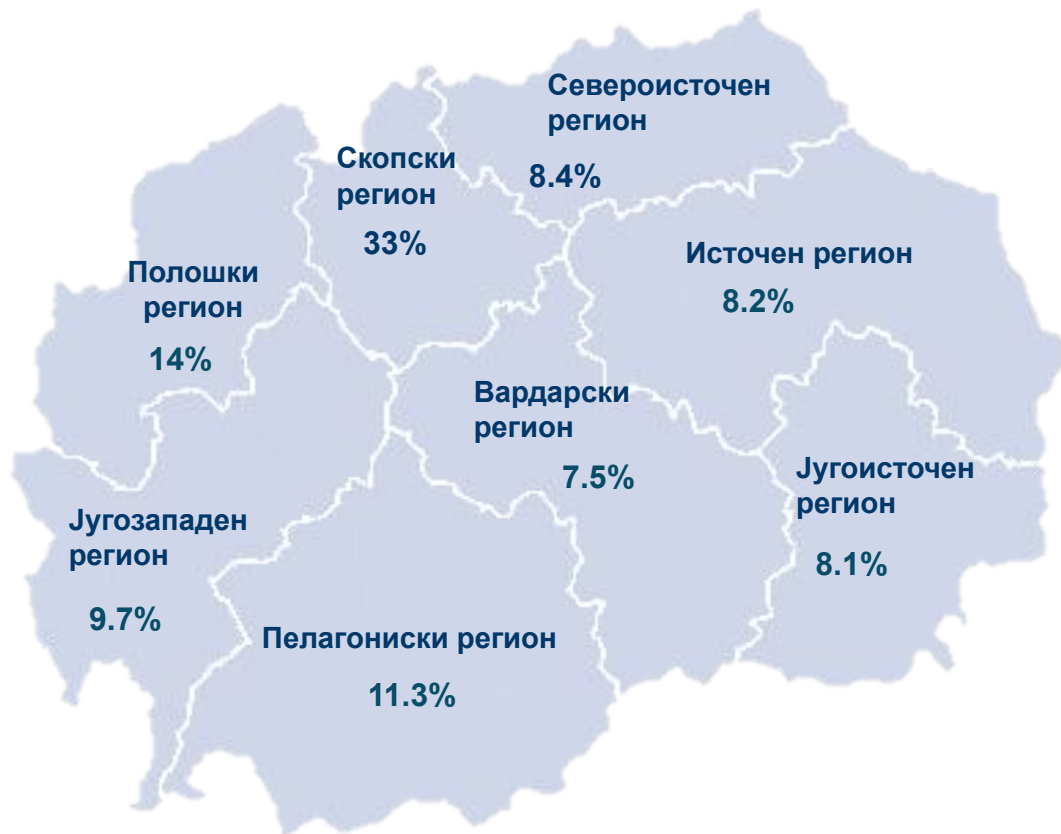 Североисточен
регион
8.4%
Скопски
регион
33%
Источен регион
8.2%
Полошки
регион
14%
Вардарски
регион
7.5%
Југоисточен
регион
8.1%
Југозападен
регион
9.7%
Пелагониски регион
11.3%